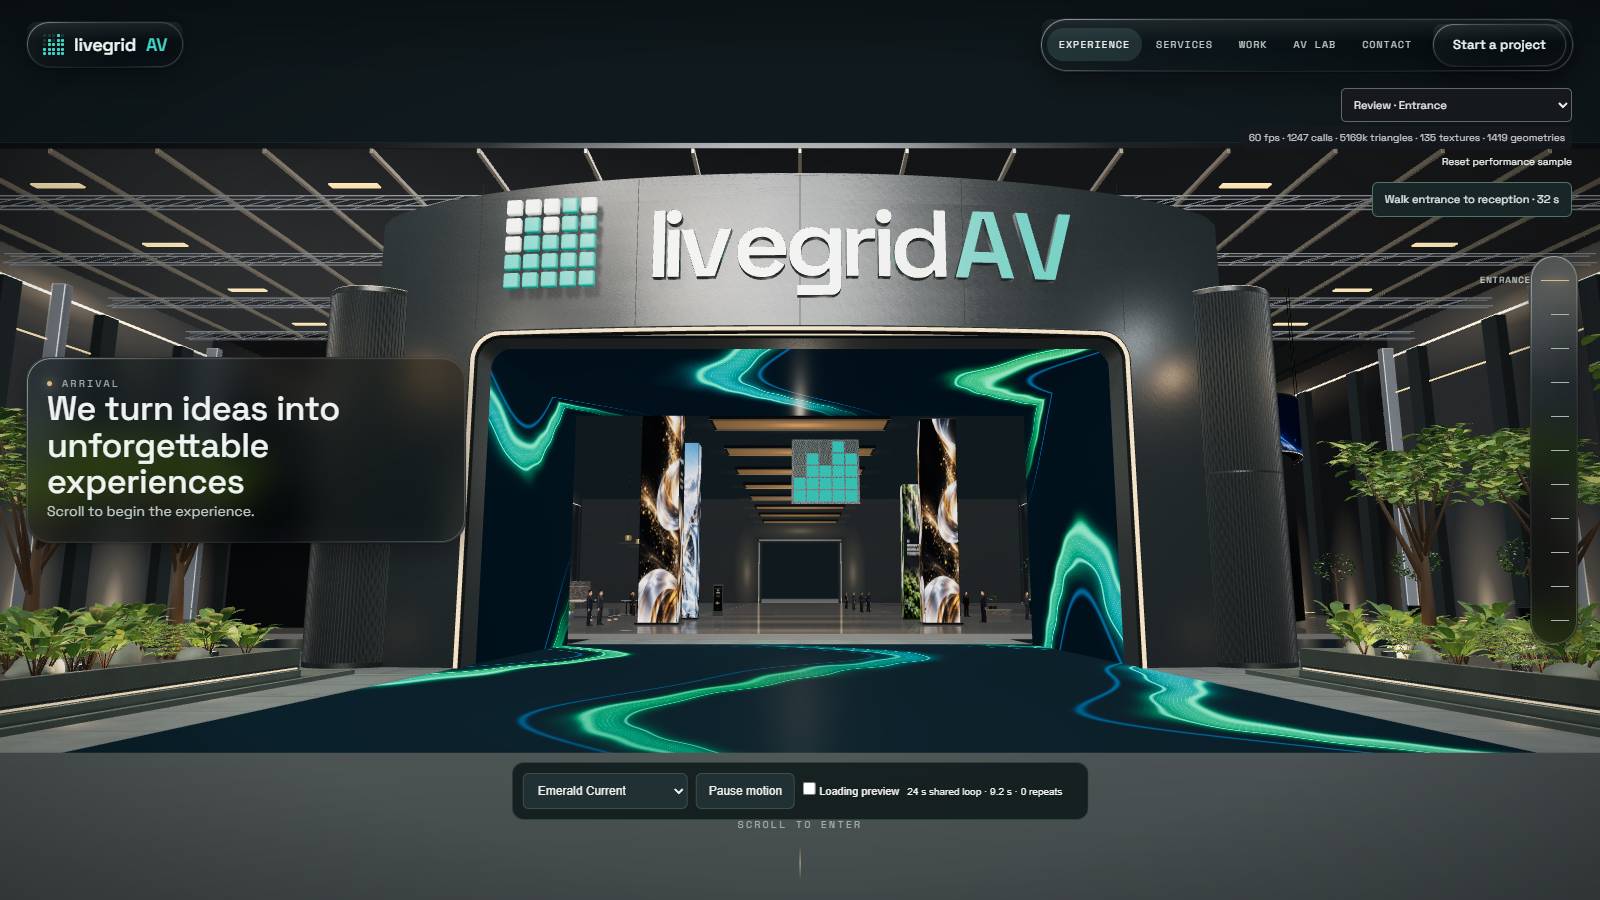 livegrid AV
EXPERIENCE SERVICES WORK AV LAB CONTACT Start a project
Review · Entrance
60 fps · 1247 calls · 5169k triangles · 135 textures · 1419 geometries
Reset performance sample
Walk entrance to reception · 32 s
livegrid AV
ENTRANCE
ARRIVAL
We turn ideas into
unforgettable
experiences
Scroll to begin the experience.
Emerald Current Pause motion Loading preview 24 s shared loop · 9.2 s · 0 repeats
SCROLL TO ENTER